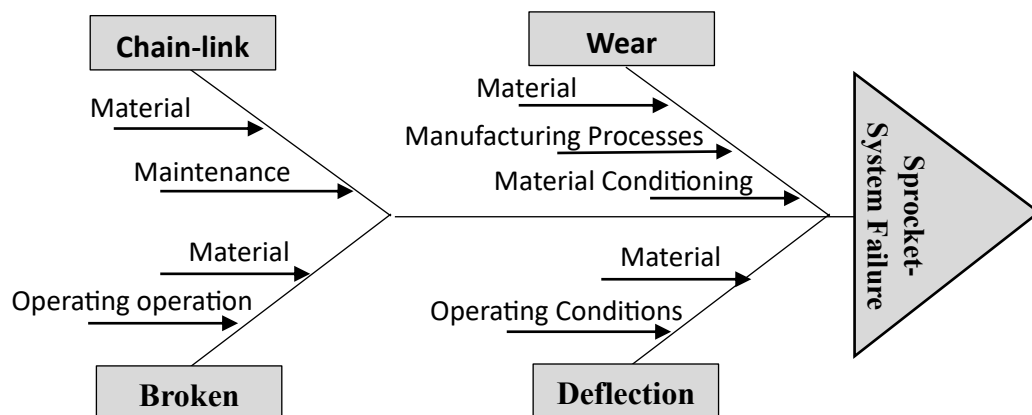 Chain-link
Wear
Material
Material
Manufacturing Processes
Maintenance
Material Conditioning
Sprocket-
System Failure
Material
Material
Operating operation
Operating Conditions
Broken
Deflection